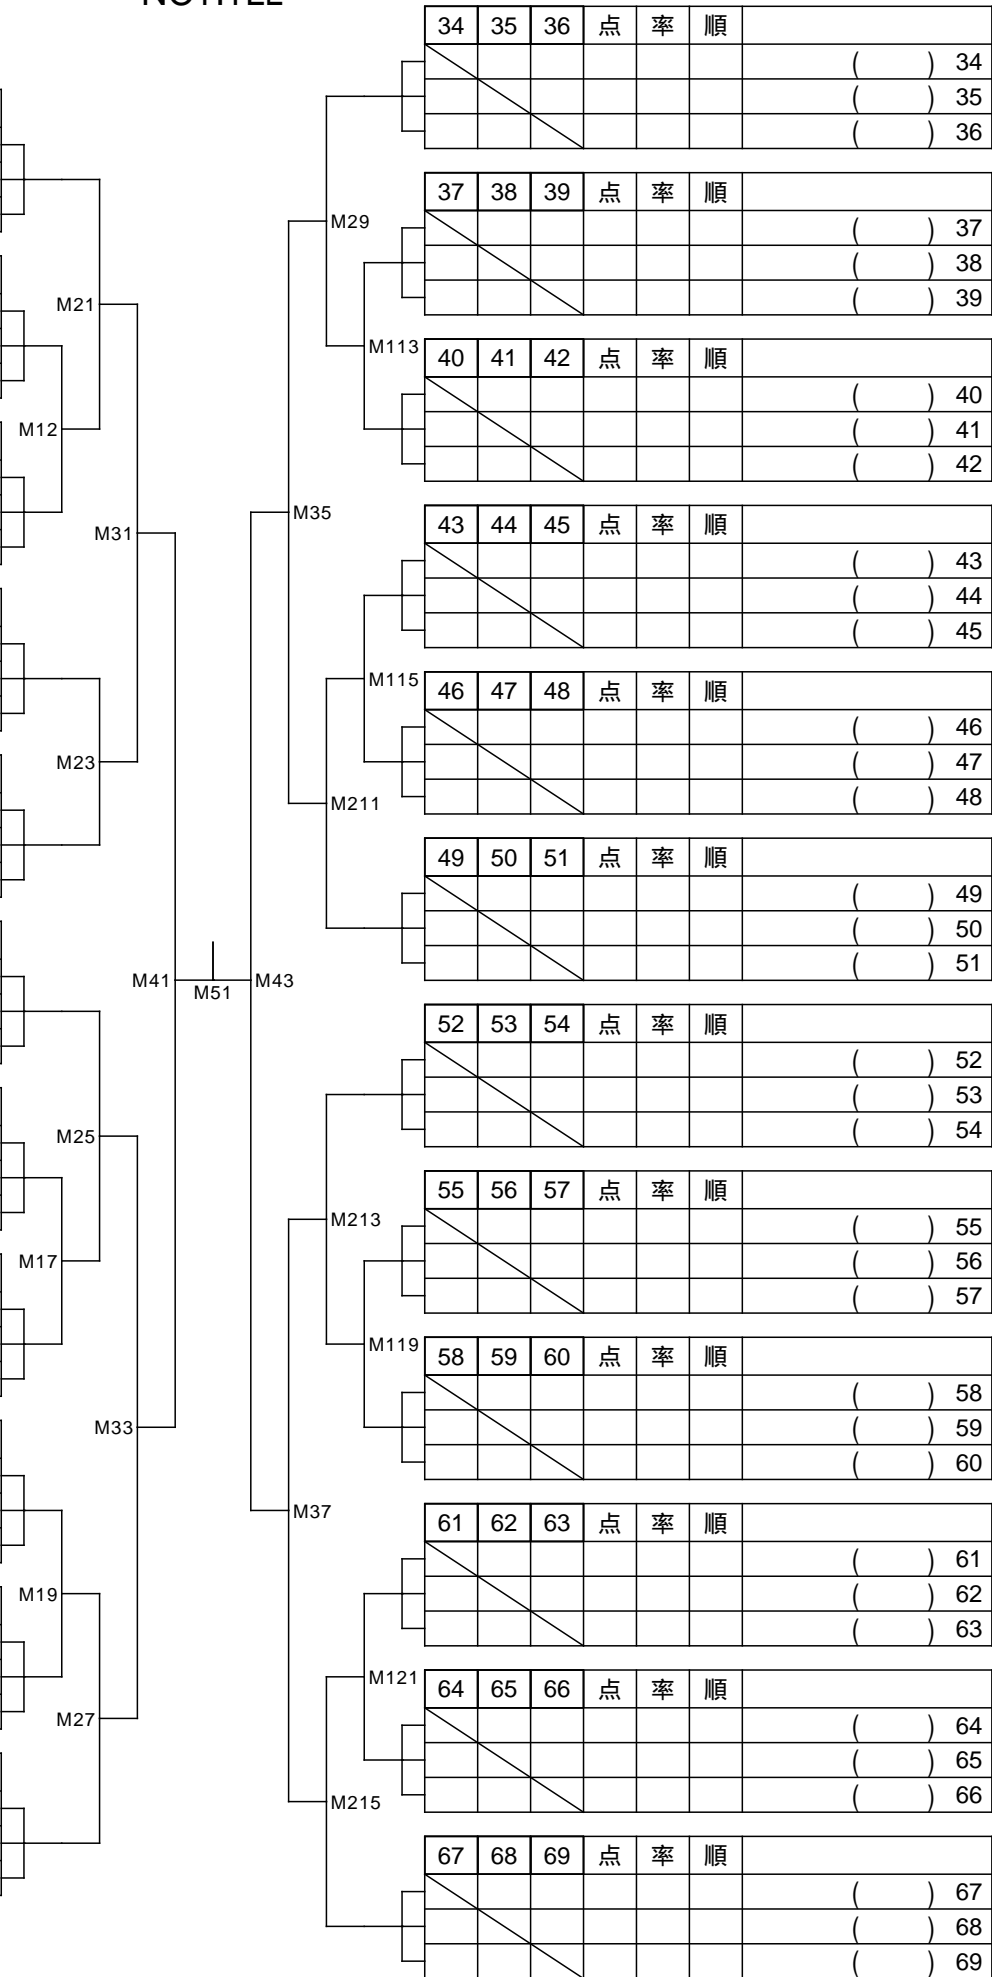 NOTITLE
34 35 36 点 率 順
( ) 34
( ) 35
( ) 36
37 38 39 点 率 順
M29
( ) 37
( ) 38
( ) 39
M21
M113
40 41 42 点 率 順
( ) 40
( ) 41
( ) 42
M12
M35
43 44 45 点 率 順
M31
( ) 43
( ) 44
( ) 45
M115
46 47 48 点 率 順
( ) 46
( ) 47
( ) 48
M23
M211
49 50 51 点 率 順
( ) 49
( ) 50
( ) 51
M41
M51
M43
52 53 54 点 率 順
( ) 52
( ) 53
( ) 54
M25
55 56 57 点 率 順
M213
( ) 55
( ) 56
( ) 57
M17
M119
58 59 60 点 率 順
( ) 58
( ) 59
( ) 60
M33
M37
61 62 63 点 率 順
( ) 61
( ) 62
( ) 63
M19
M121
64 65 66 点 率 順
( ) 64
( ) 65
( ) 66
M27
M215
67 68 69 点 率 順
( ) 67
( ) 68
( ) 69